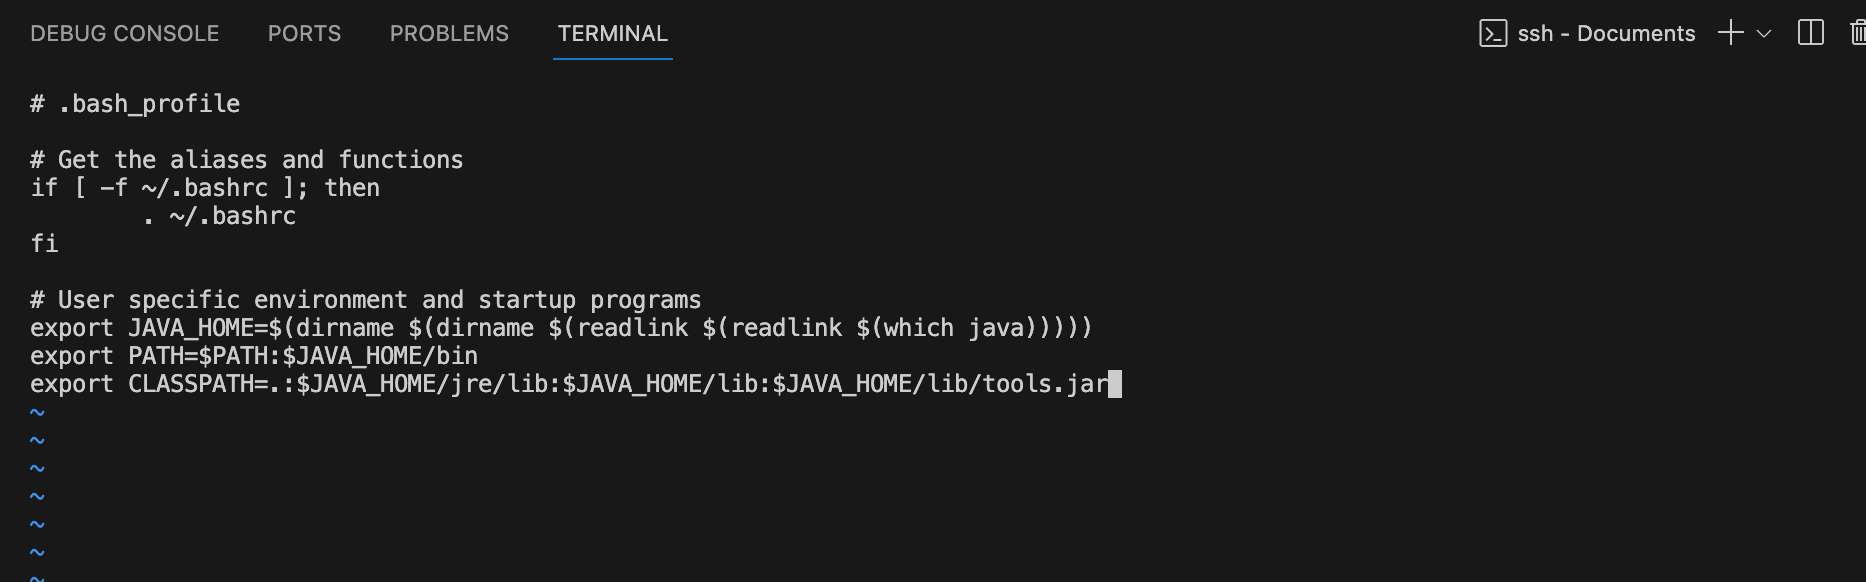 DEBUG CONSOLE PORTS PROBLEMS TERMINAL ssh - Documents
# .bash_profile
# Get the aliases and functions
if [ -f ~/.bashrc ]; then
        . ~/.bashrc
fi
# User specific environment and startup programs
export JAVA_HOME=$(dirname $(dirname $(readlink $(readlink $(which java)))))
export PATH=$PATH:$JAVA_HOME/bin
export CLASSPATH=.:$JAVA_HOME/jre/lib:$JAVA_HOME/lib:$JAVA_HOME/lib/tools.jar
~
~
~
~
~
~
~